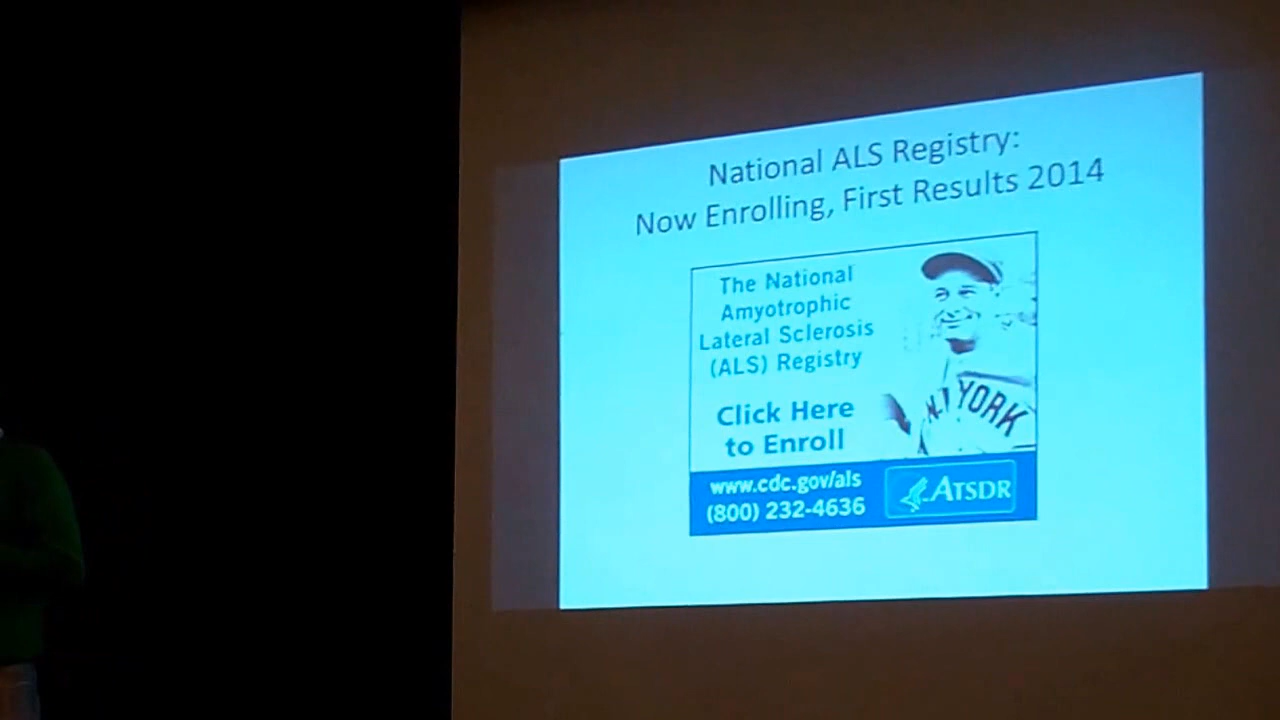 National ALS Registry:
Now Enrolling, First Results 2014
The National
Amyotrophic
Lateral Sclerosis
(ALS) Registry
Click Here
to Enroll
www.cdc.gov/als
(800) 232-4636
ATSDR
N. YORK